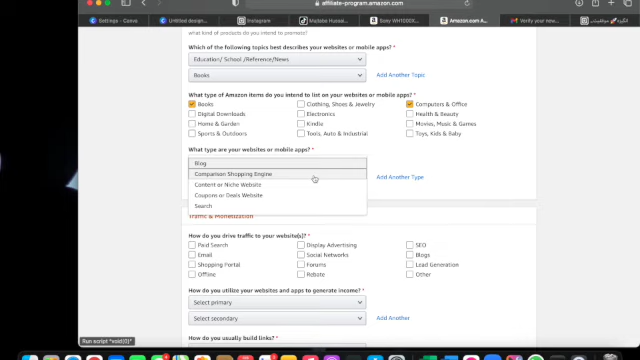 affiliate-program.amazon.com
Settings - Canva
Untitled design...
Instagram
Majtaba Hussai...
Sony WH1000X...
Amazon.com A...
Verify your new...
what kind of products do you intend to promote?
Which of the following topics best describes your websites or mobile apps? *
Education/ School /Reference/News
Books
Add Another Topic
What type of Amazon items do you intend to list on your websites or mobile apps? *
Books
Clothing, Shoes & Jewelry
Computers & Office
Digital Downloads
Electronics
Health & Beauty
Home & Garden
Kindle
Movies, Music & Games
Sports & Outdoors
Tools, Auto & Industrial
Toys, Kids & Baby
What type are your websites or mobile apps? *
Blog
Comparison Shopping Engine
Content or Niche Website
Add Another Type
Coupons or Deals Website
Search
Traffic & Monetization
How do you drive traffic to your website(s)? *
Paid Search
Display Advertising
SEO
Email
Social Networks
Blogs
Shopping Portal
Forums
Lead Generation
Offline
Rebate
Other
How do you utilize your websites and apps to generate income? *
Select primary
Select secondary
Add Another
How do you usually build links? *
Run script "void(0)"